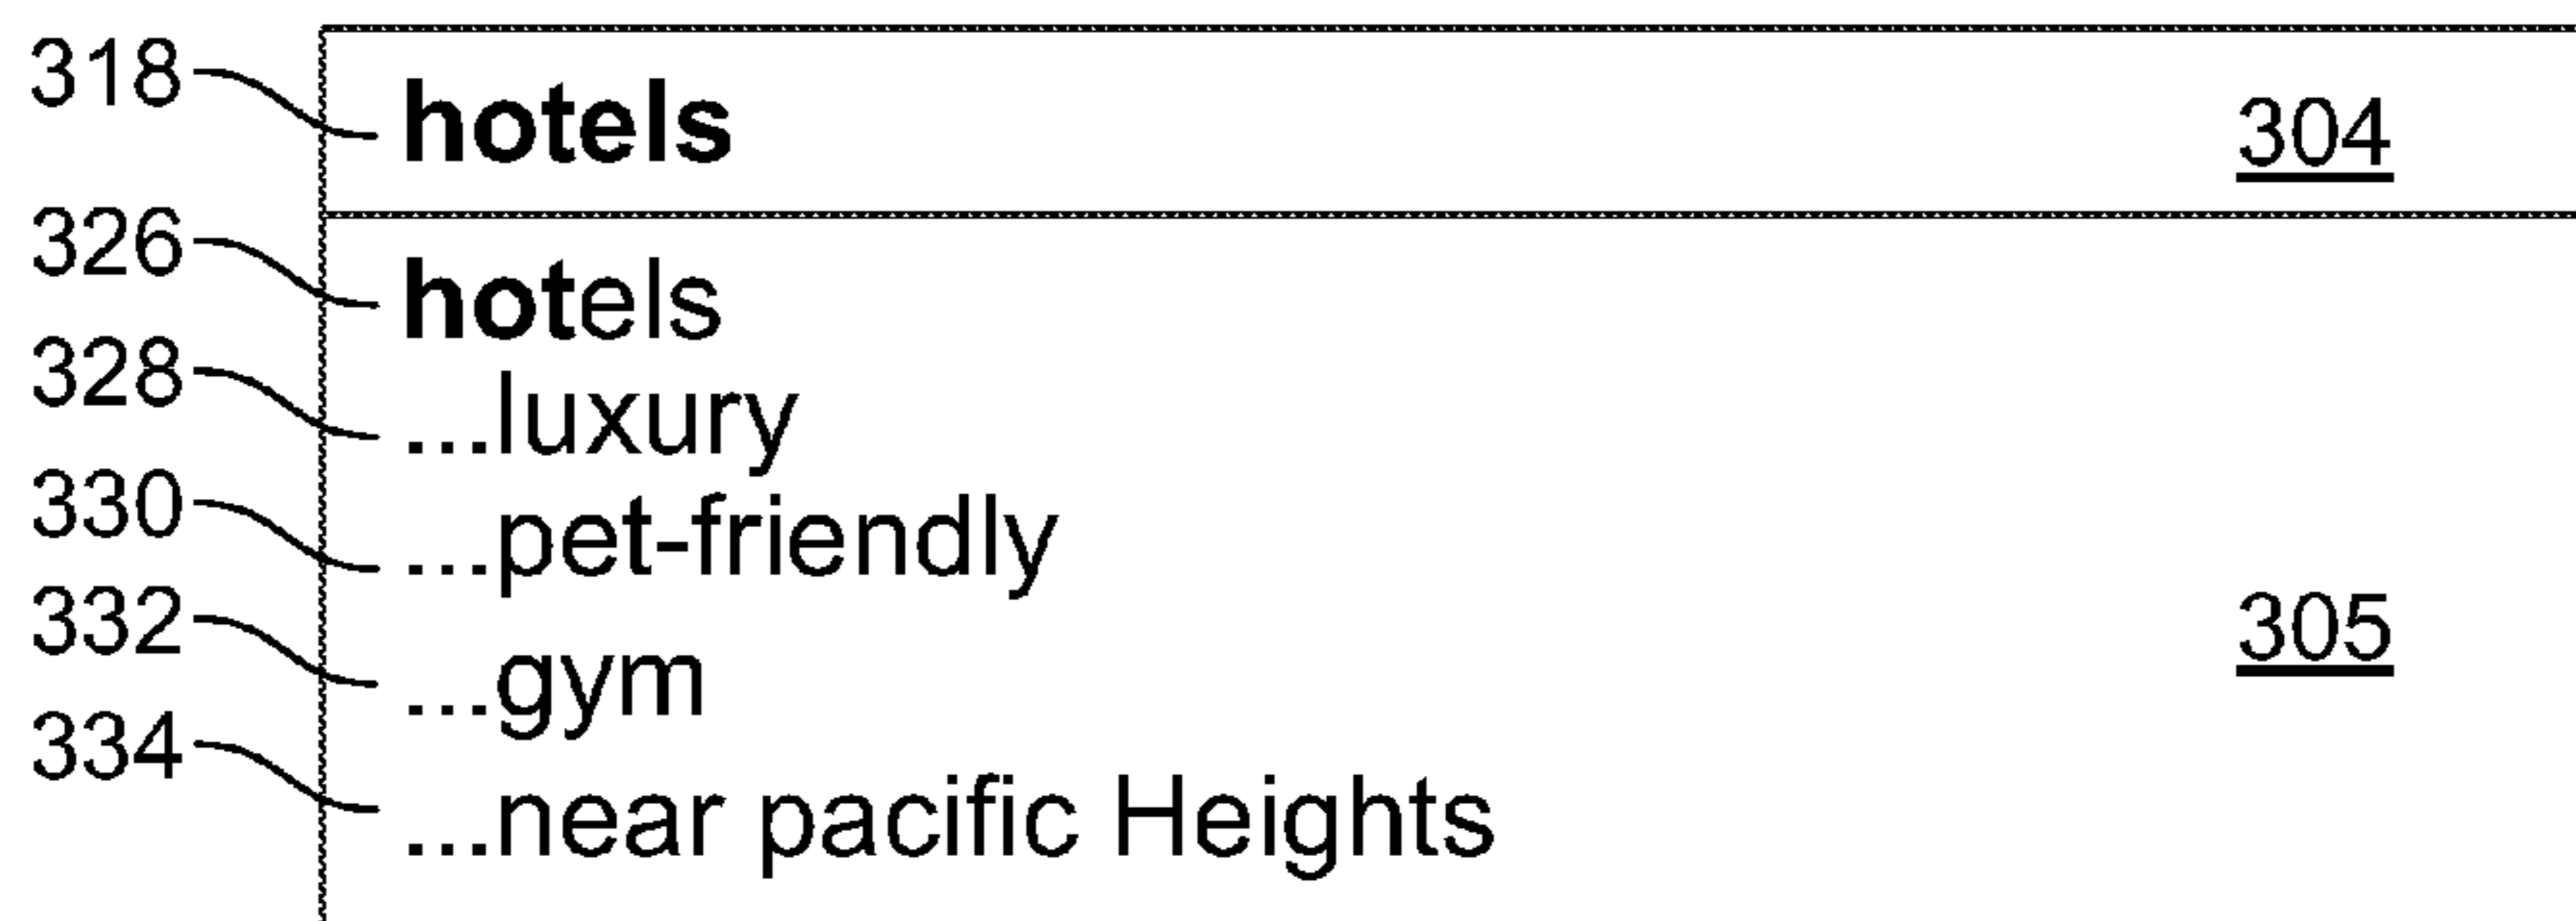 318 hotels 304
326 hotels
328 ...luxury
330 ...pet-friendly
332 ...gym 305
334 ...near pacific Heights